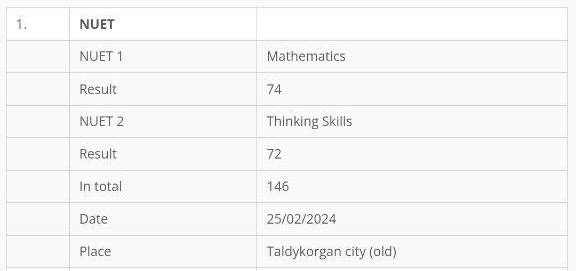 1. NUET
NUET 1 Mathematics
Result 74
NUET 2 Thinking Skills
Result 72
In total 146
Date 25/02/2024
Place Taldykorgan city (old)